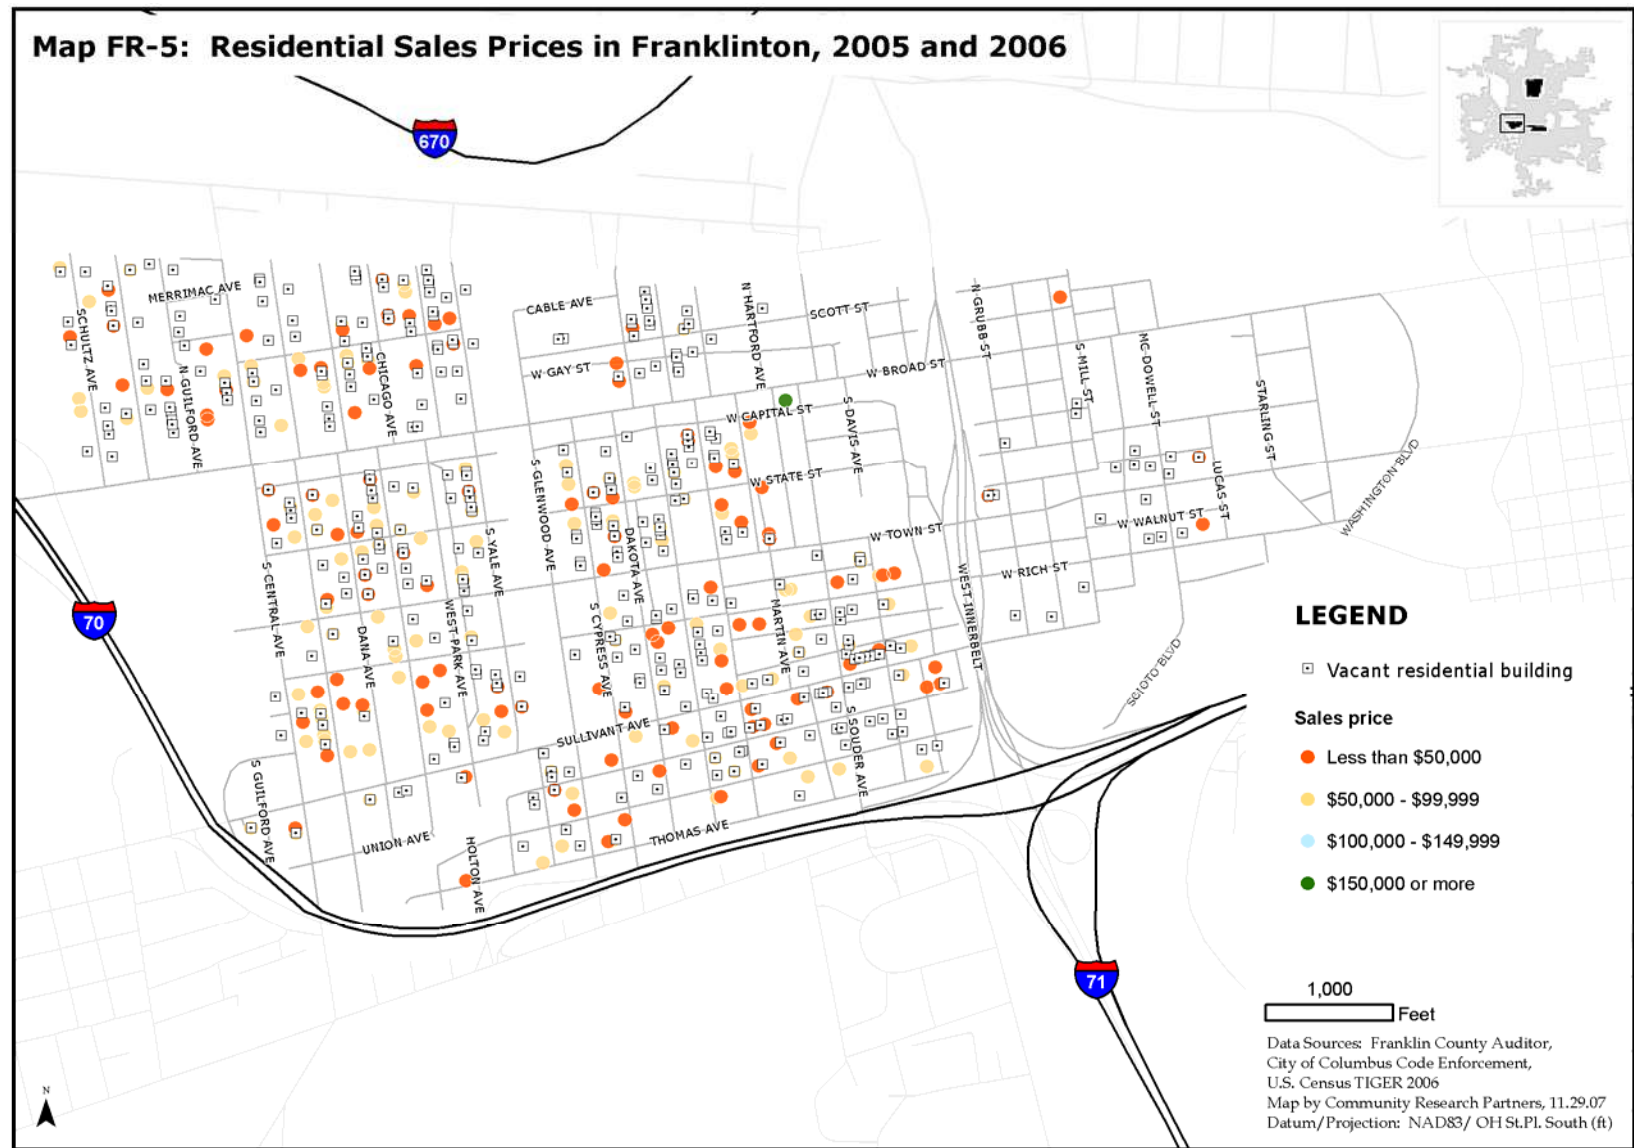 Map FR-5: Residential Sales Prices in Franklinton, 2005 and 2006
670
MERRIMAC AVE
SCHULTZ AVE
N GUILFORD AVE
CHICAGO AVE
CABLE AVE
W GAY ST
N HARTFORD AVE
SCOTT ST
W BROAD ST
N GRUBB ST
S MILL ST
MC DOWELL ST
STARLING ST
W CAPITAL ST
S DAVIS AVE
W STATE ST
LUCAS ST
WASHINGTON BLVD
W WALNUT ST
W TOWN ST
W RICH ST
S GLENWOOD AVE
DAKOTA AVE
S YALE AVE
S CENTRAL AVE
DANA AVE
WEST PARK AVE
S CYPRESS AVE
MARTIN AVE
WEST INNERBELT
SCIOTO BLVD
70
SULLIVANT AVE
S SOUDER AVE
S GUILFORD AVE
UNION AVE
HOLTON AVE
THOMAS AVE
71
LEGEND
Vacant residential building
Sales price
Less than $50,000
$50,000 - $99,999
$100,000 - $149,999
$150,000 or more
1,000
Feet
Data Sources: Franklin County Auditor,
City of Columbus Code Enforcement,
U.S. Census TIGER 2006
Map by Community Research Partners, 11.29.07
Datum/Projection: NAD83/ OH St.Pl. South (ft)
N